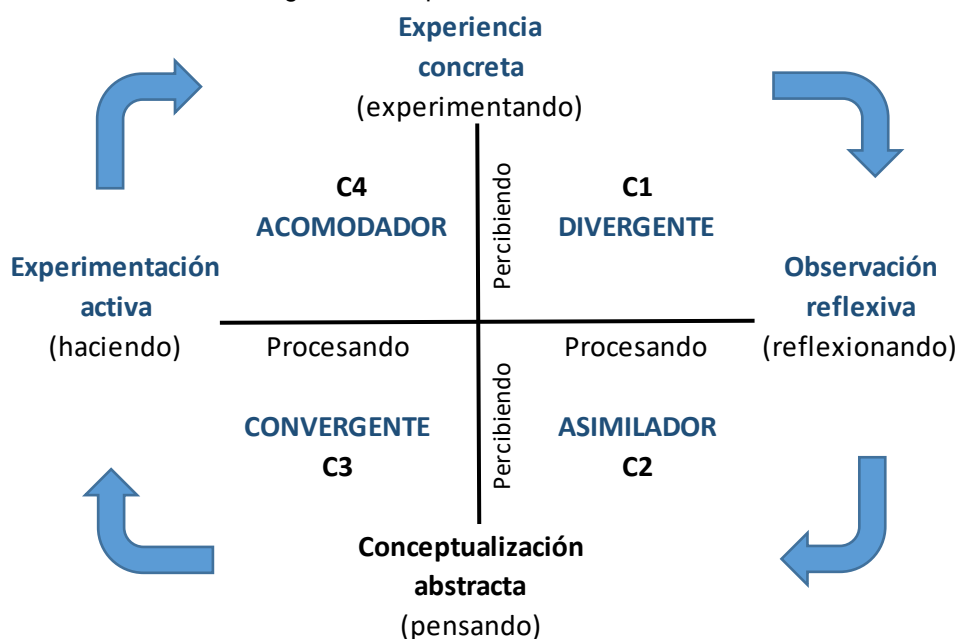 Experiencia
concreta
(experimentando)
C4
ACOMODADOR
Percibiendo
C1
DIVERGENTE
Experimentación
activa
(haciendo)
Observación
reflexiva
(reflexionando)
Procesando
Procesando
CONVERGENTE
C3
Percibiendo
ASIMILADOR
C2
Conceptualización
abstracta
(pensando)